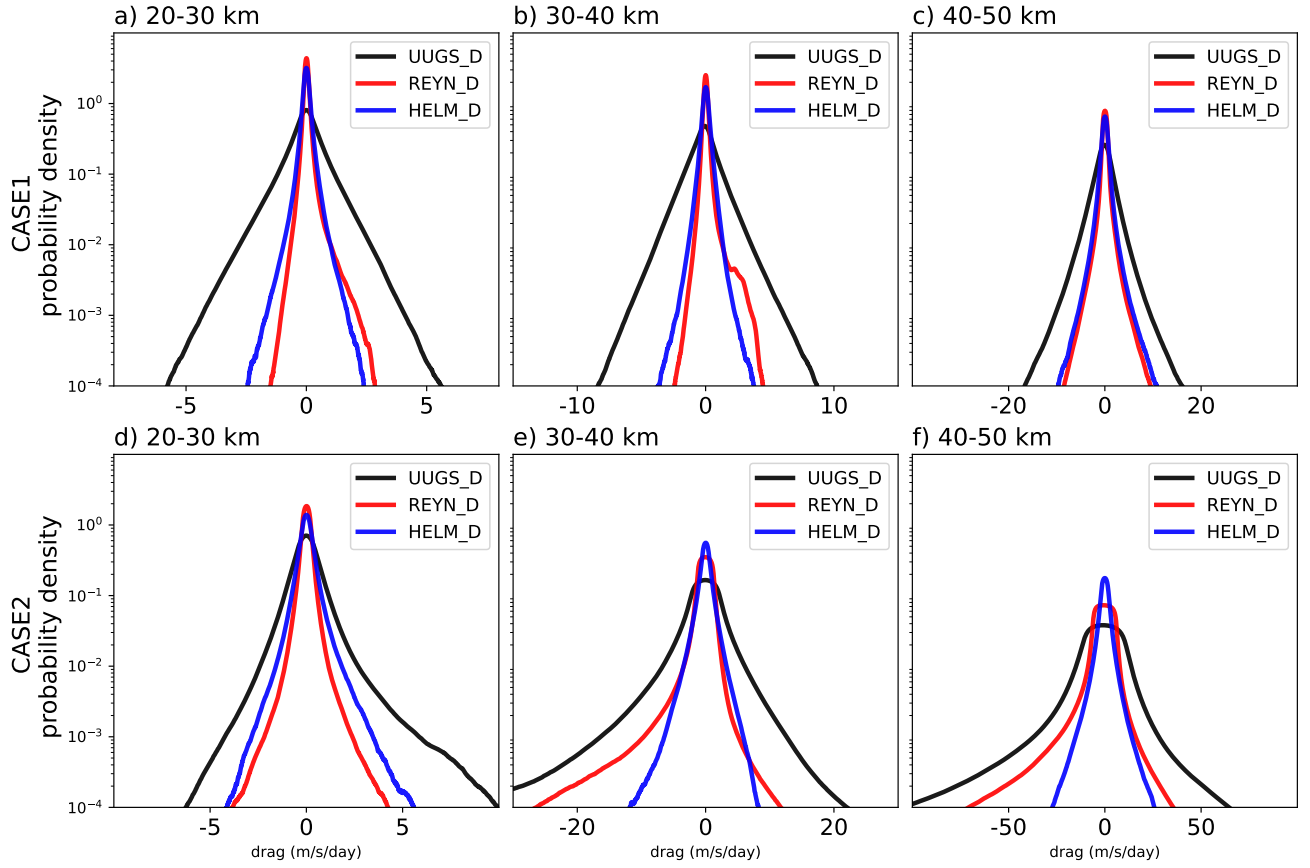 a) 20-30 km
b) 30-40 km
c) 40-50 km
CASE1
probability density
10⁰
10⁻¹
10⁻²
10⁻³
10⁻⁴
UUGS_D
REYN_D
HELM_D
UUGS_D
REYN_D
HELM_D
UUGS_D
REYN_D
HELM_D
-5 0 5
-10 0 10
-20 0 20
d) 20-30 km
e) 30-40 km
f) 40-50 km
CASE2
probability density
10⁰
10⁻¹
10⁻²
10⁻³
10⁻⁴
UUGS_D
REYN_D
HELM_D
UUGS_D
REYN_D
HELM_D
UUGS_D
REYN_D
HELM_D
-5 0 5
-20 0 20
-50 0 50
drag (m/s/day)
drag (m/s/day)
drag (m/s/day)